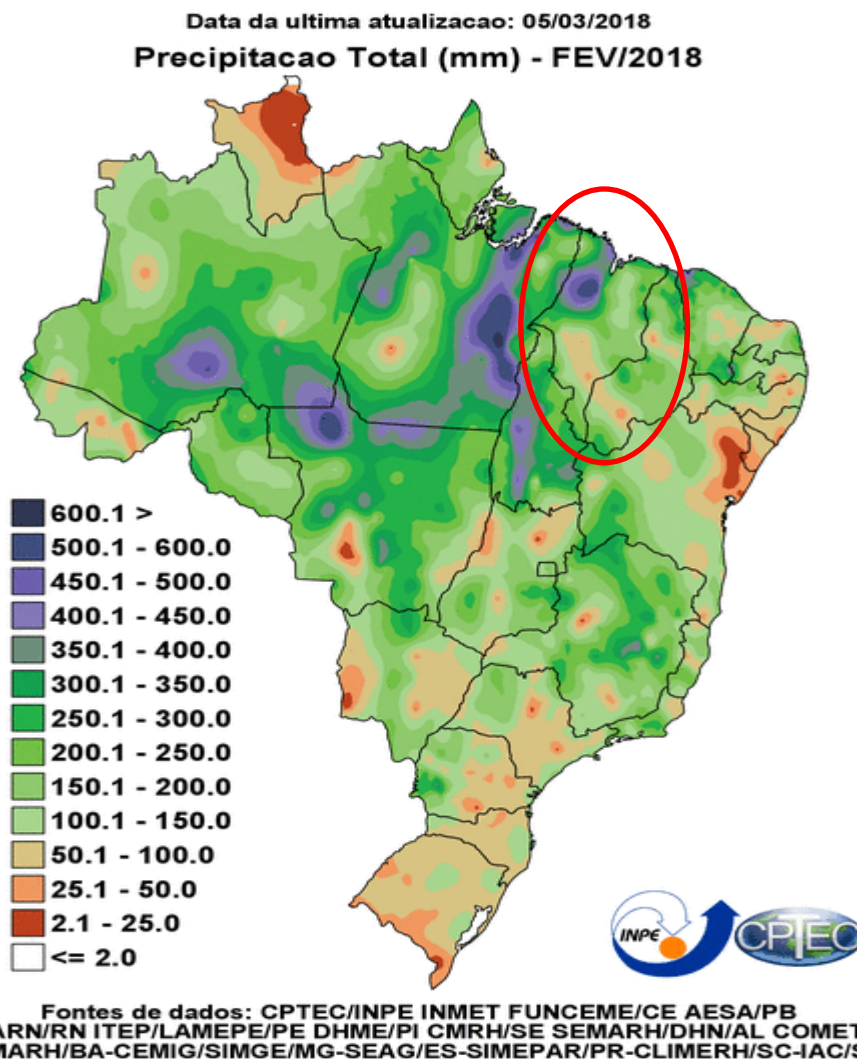 Data da ultima atualizacao: 05/03/2018
Precipitacao Total (mm) - FEV/2018
600.1 >
500.1 - 600.0
450.1 - 500.0
400.1 - 450.0
350.1 - 400.0
300.1 - 350.0
250.1 - 300.0
200.1 - 250.0
150.1 - 200.0
100.1 - 150.0
50.1 - 100.0
25.1 - 50.0
2.1 - 25.0
<= 2.0
INPE
CPTEC
Fontes de dados: CPTEC/INPE INMET FUNCEME/CE AESA/PB
ARN/RN ITEP/LAMEPE/PE DHME/PI CMRH/SE SEMARH/DHN/AL COMET
MARH/BA-CEMIG/SIMGE/MG-SEAG/ES-SIMEPAR/PR-CLIMERH/SC-IAC/